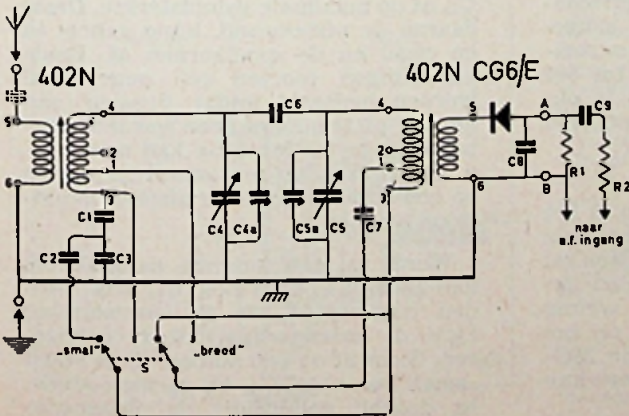 402N
402N CG6/E
5
6
4
2
1
3
C1
C2
C3
C4
C4a
C6
C5a
C5
4
2
1
3
C7
5
6
C8
A
B
C9
R1
R2
naar
a.f. ingang
„smal"
S
„breed"